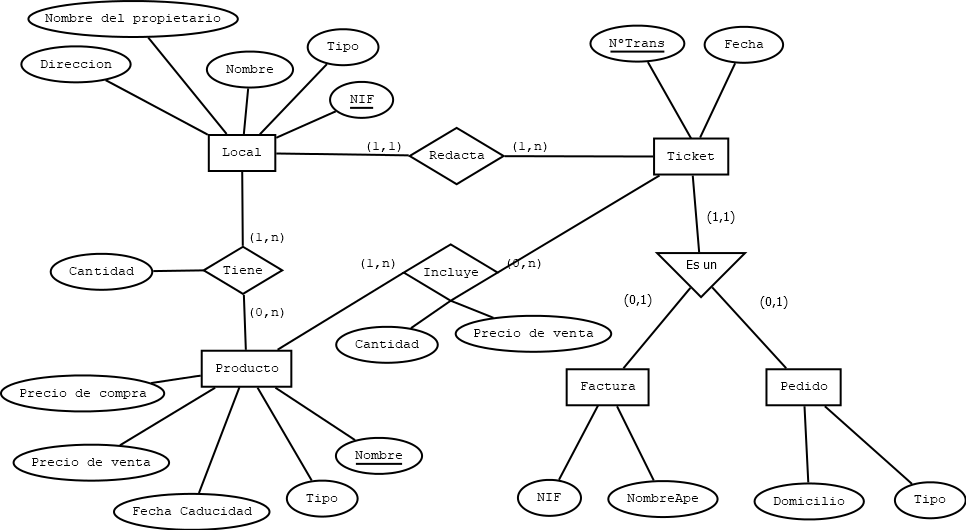 Nombre del propietario
N°Trans
Fecha
Tipo
Direccion
Nombre
NIF
Local
(1,1)
Redacta
(1,n)
Ticket
(1,1)
(1,n)
(1,n)
(0,n)
Es un
Cantidad
Tiene
Incluye
(0,n)
(0,1)
(0,1)
Cantidad
Precio de venta
Producto
Factura
Pedido
Precio de compra
Precio de venta
Nombre
Fecha Caducidad
Tipo
NIF
NombreApe
Domicilio
Tipo